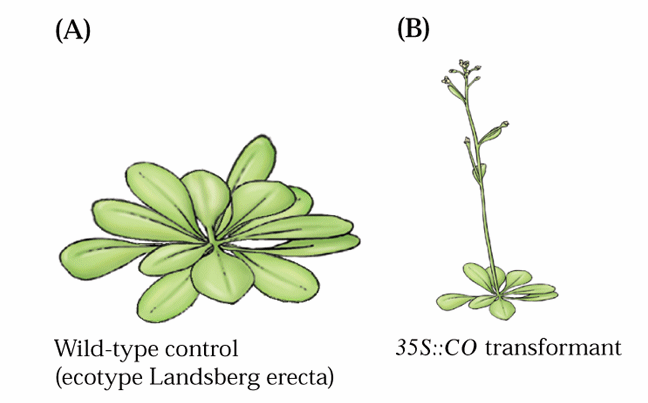 (A)
Wild-type control
(ecotype Landsberg erecta)
(B)
35S::CO transformant